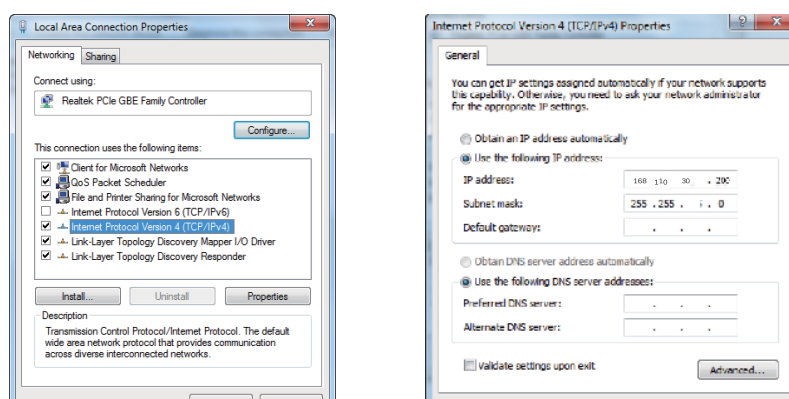 Local Area Connection Properties
Networking
Sharing
Connect using:
Realtek PCIe GBE Family Controller
Configure...
This connection uses the following items:
Client for Microsoft Networks
QoS Packet Scheduler
File and Printer Sharing for Microsoft Networks
Internet Protocol Version 6 (TCP/IPv6)
Internet Protocol Version 4 (TCP/IPv4)
Link-Layer Topology Discovery Mapper I/O Driver
Link-Layer Topology Discovery Responder
Install...
Uninstall
Properties
Description
Transmission Control Protocol/Internet Protocol. The default
wide area network protocol that provides communication
across diverse interconnected networks.
Internet Protocol Version 4 (TCP/IPv4) Properties
General
You can get IP settings assigned automatically if your network supports
this capability. Otherwise, you need to ask your network administrator
for the appropriate IP settings.
Obtain an IP address automatically
Use the following IP address:
IP address: 168 110 30 . 200
Subnet mask: 255 . 255 . . 0
Default gateway: . . .
Obtain DNS server address automatically
Use the following DNS server addresses:
Preferred DNS server: . . .
Alternate DNS server: . . .
Validate settings upon exit
Advanced...